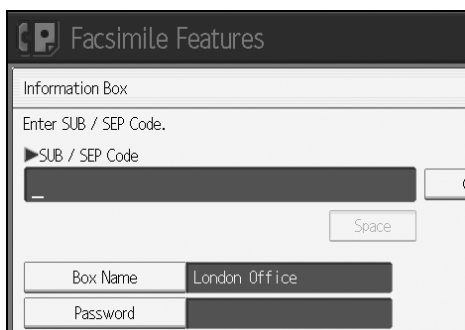 Facsimile Features
Information Box
Enter SUB / SEP Code.
▶SUB / SEP Code
_
Space
Box Name London Office
Password